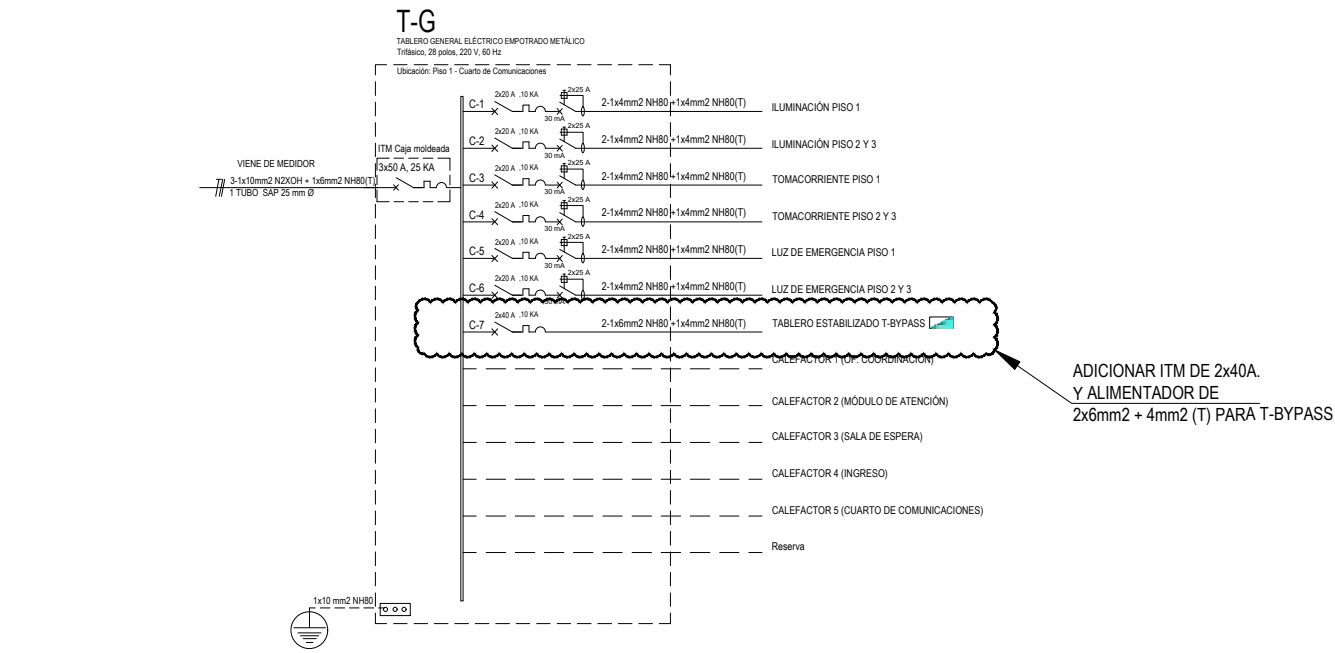 T-G
TABLERO GENERAL ELÉCTRICO EMPOTRADO METÁLICO
Trifásico, 28 polos, 220 V, 60 Hz
Ubicación: Piso 1 - Cuarto de Comunicaciones
VIENE DE MEDIDOR
3-1x10mm2 N2XOH + 1x6mm2 NH80(T)
1 TUBO SAP 25 mm Ø
ITM Caja moldeada
3x50 A, 25 KA
C-1 2x20 A ,10 KA 2x25 A 30 mA 2-1x4mm2 NH80 +1x4mm2 NH80(T) ILUMINACIÓN PISO 1
C-2 2x20 A ,10 KA 2x25 A 30 mA 2-1x4mm2 NH80 +1x4mm2 NH80(T) ILUMINACIÓN PISO 2 Y 3
C-3 2x20 A ,10 KA 2x25 A 30 mA 2-1x4mm2 NH80 +1x4mm2 NH80(T) TOMACORRIENTE PISO 1
C-4 2x20 A ,10 KA 2x25 A 30 mA 2-1x4mm2 NH80 +1x4mm2 NH80(T) TOMACORRIENTE PISO 2 Y 3
C-5 2x20 A ,10 KA 2x25 A 30 mA 2-1x4mm2 NH80 +1x4mm2 NH80(T) LUZ DE EMERGENCIA PISO 1
C-6 2x20 A ,10 KA 2x25 A 30 mA 2-1x4mm2 NH80 +1x4mm2 NH80(T) LUZ DE EMERGENCIA PISO 2 Y 3
C-7 2x40 A ,10 KA 2-1x6mm2 NH80 +1x4mm2 NH80(T) TABLERO ESTABILIZADO T-BYPASS
CALEFACTOR 1 (OF. COORDINACIÓN)
CALEFACTOR 2 (MÓDULO DE ATENCIÓN)
CALEFACTOR 3 (SALA DE ESPERA)
CALEFACTOR 4 (INGRESO)
CALEFACTOR 5 (CUARTO DE COMUNICACIONES)
Reserva
1x10 mm2 NH80
ADICIONAR ITM DE 2x40A.
Y ALIMENTADOR DE
2x6mm2 + 4mm2 (T) PARA T-BYPASS